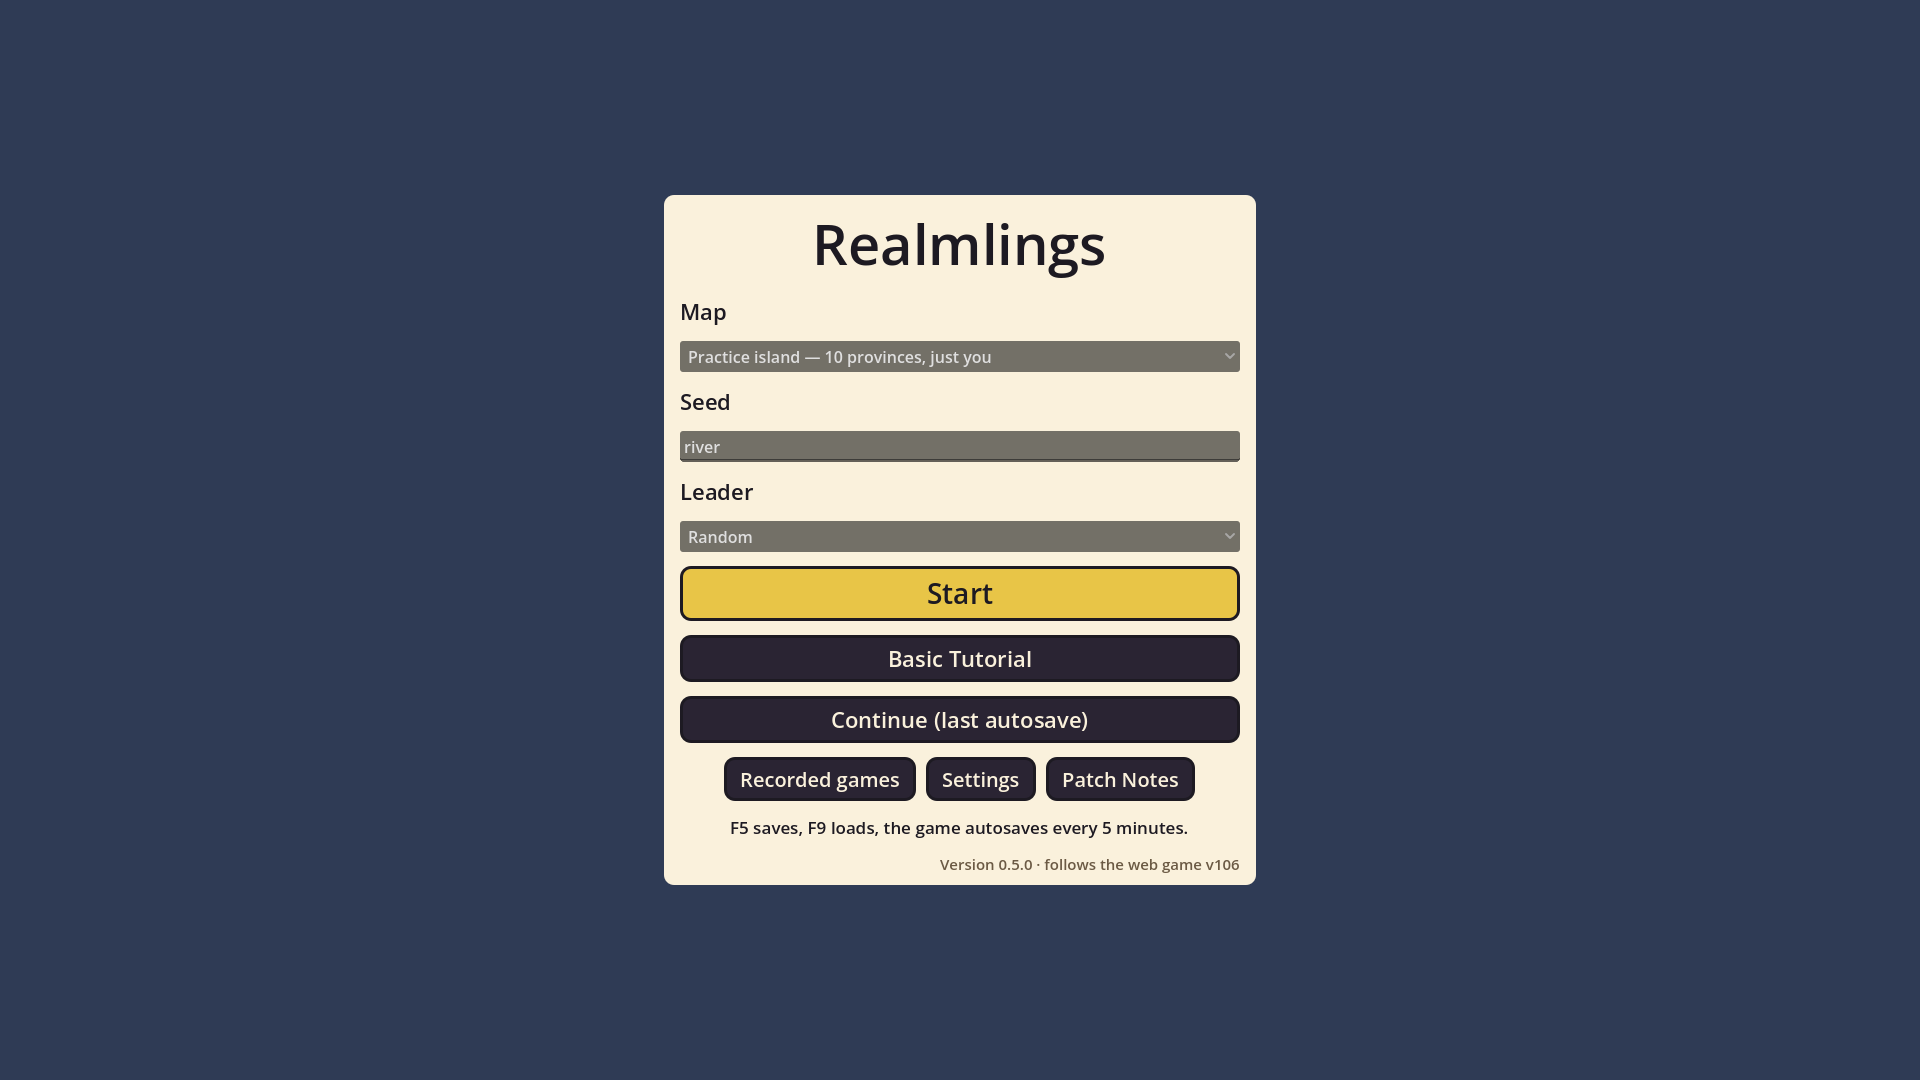 Realmlings
Map
Practice island — 10 provinces, just you
Seed
river
Leader
Random
Start
Basic Tutorial
Continue (last autosave)
Recorded games
Settings
Patch Notes
F5 saves, F9 loads, the game autosaves every 5 minutes.
Version 0.5.0 · follows the web game v106